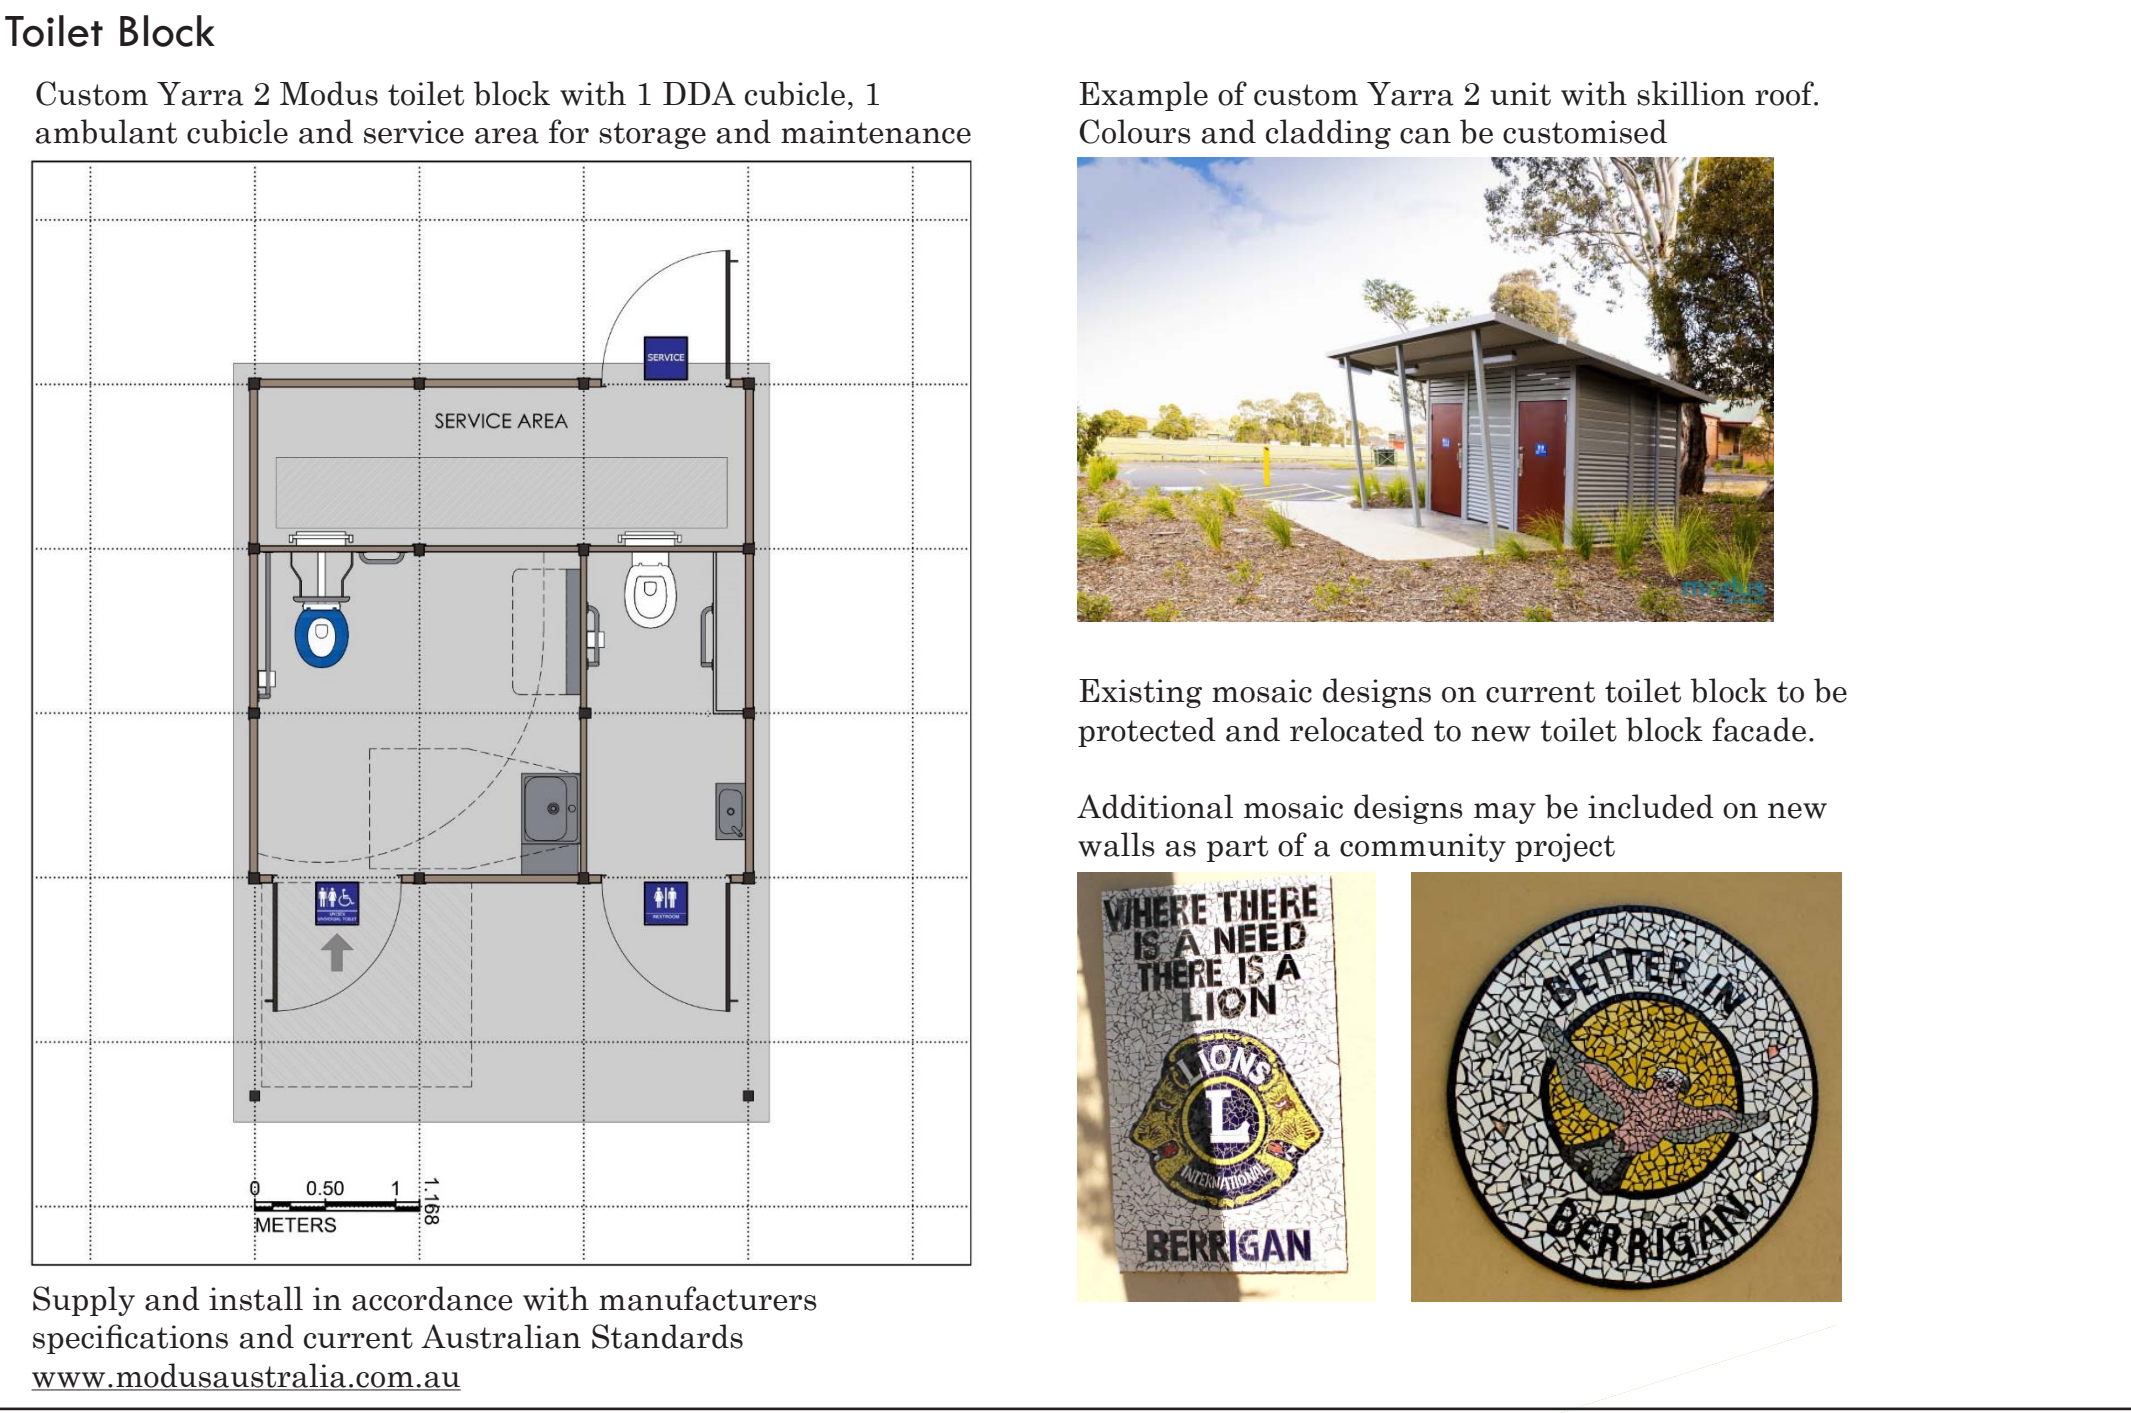 Toilet Block
Custom Yarra 2 Modus toilet block with 1 DDA cubicle, 1
ambulant cubicle and service area for storage and maintenance
SERVICE
SERVICE AREA
RESTROOM
0 0.50 1 1.168
METERS
Supply and install in accordance with manufacturers
specifications and current Australian Standards
www.modusaustralia.com.au
Example of custom Yarra 2 unit with skillion roof.
Colours and cladding can be customised
modus
Existing mosaic designs on current toilet block to be
protected and relocated to new toilet block facade.
Additional mosaic designs may be included on new
walls as part of a community project
WHERE THERE
IS A NEED
THERE IS A
LION
LIONS
L
INTERNATIONAL
BERRIGAN
BETTER IN
BERRIGAN